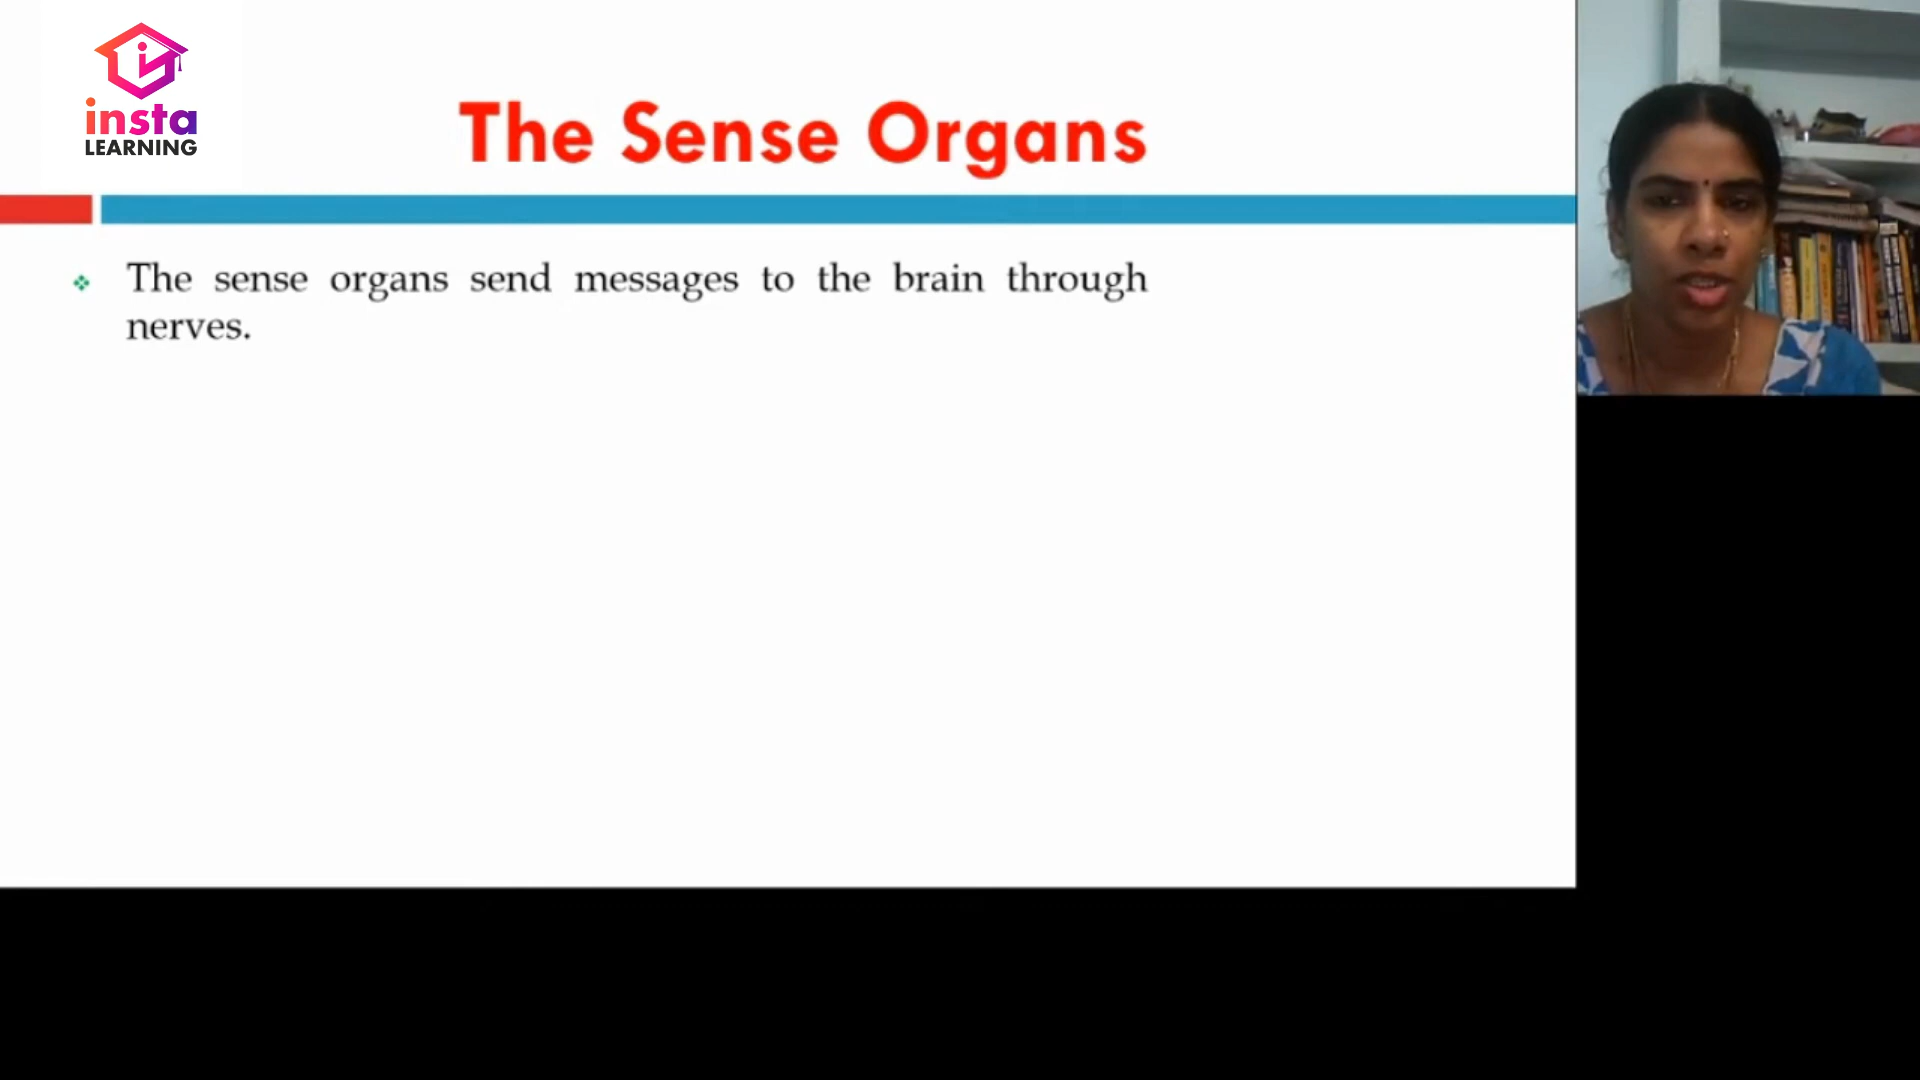 insta
LEARNING
The Sense Organs
The sense organs send messages to the brain through
nerves.